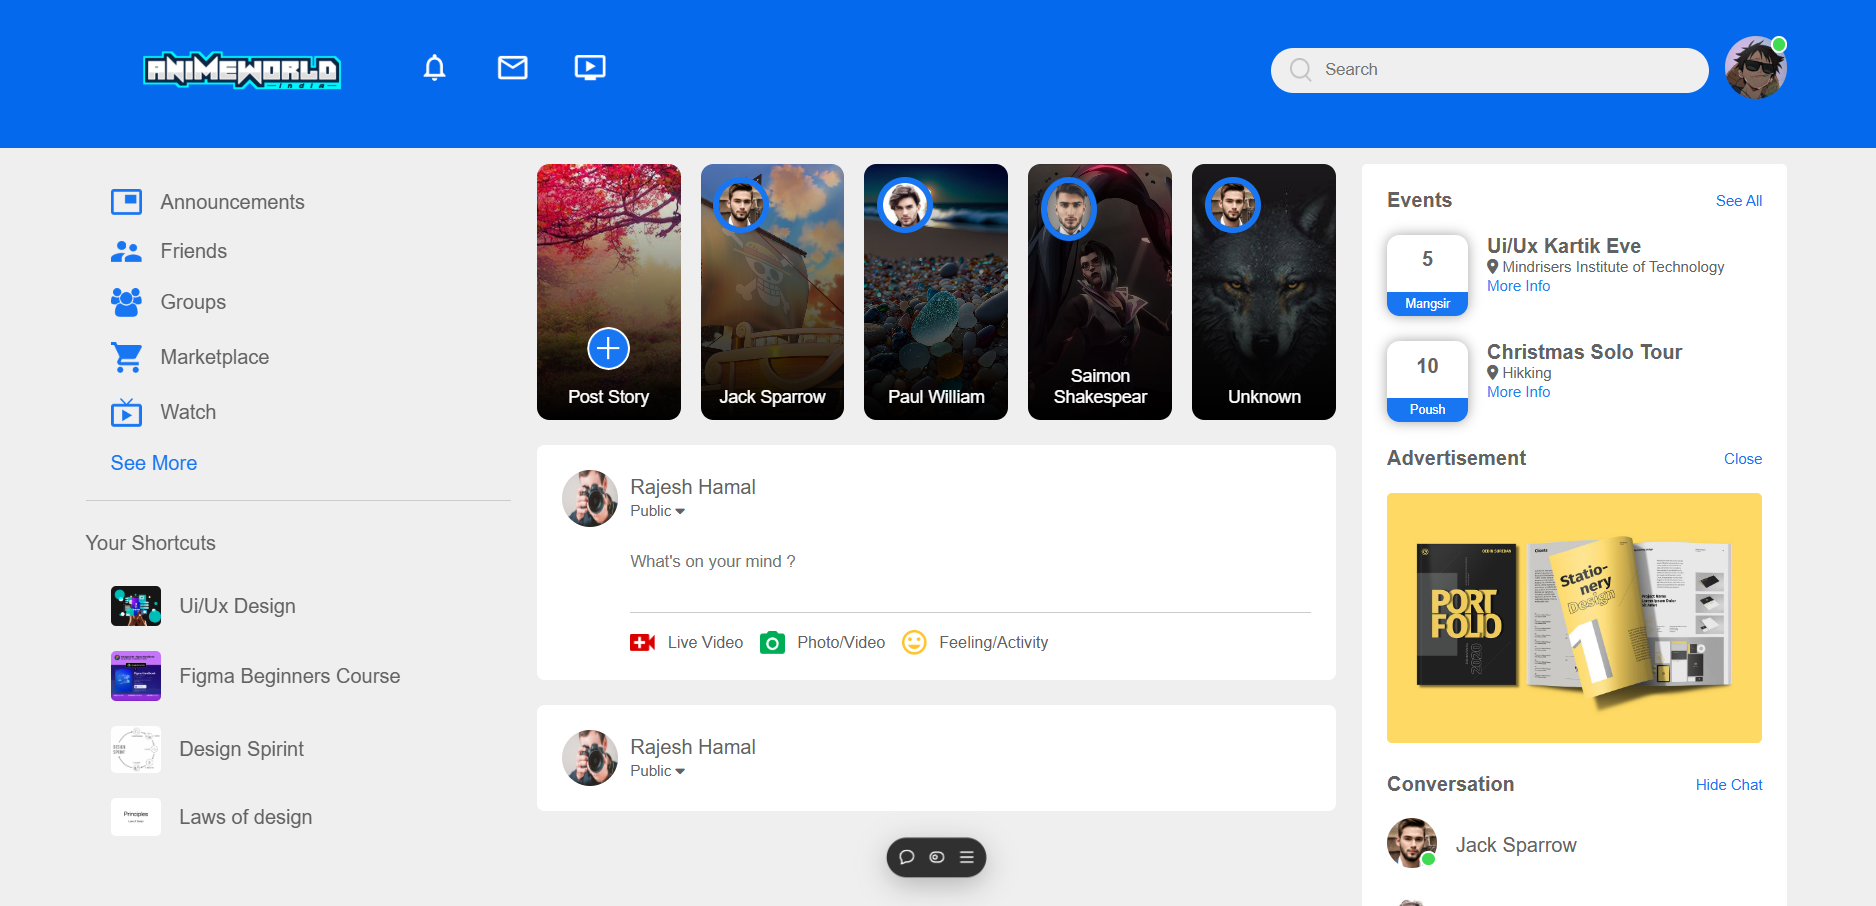 ANIMEWORLD
India
Search
Announcements
Friends
Groups
Marketplace
Watch
See More
Your Shortcuts
Ui/Ux Design
Figma Beginners Course
Design Spirint
Principles
Laws of design
Post Story
Jack Sparrow
Paul William
Saimon
Shakespear
Unknown
Rajesh Hamal
Public
What's on your mind ?
Live Video
Photo/Video
Feeling/Activity
Rajesh Hamal
Public
Events
See All
5
Mangsir
Ui/Ux Kartik Eve
Mindrisers Institute of Technology
More Info
10
Poush
Christmas Solo Tour
Hikking
More Info
Advertisement
Close
PORT
FOLIO
2020
Statio-
nery
Design
1
Conversation
Hide Chat
Jack Sparrow